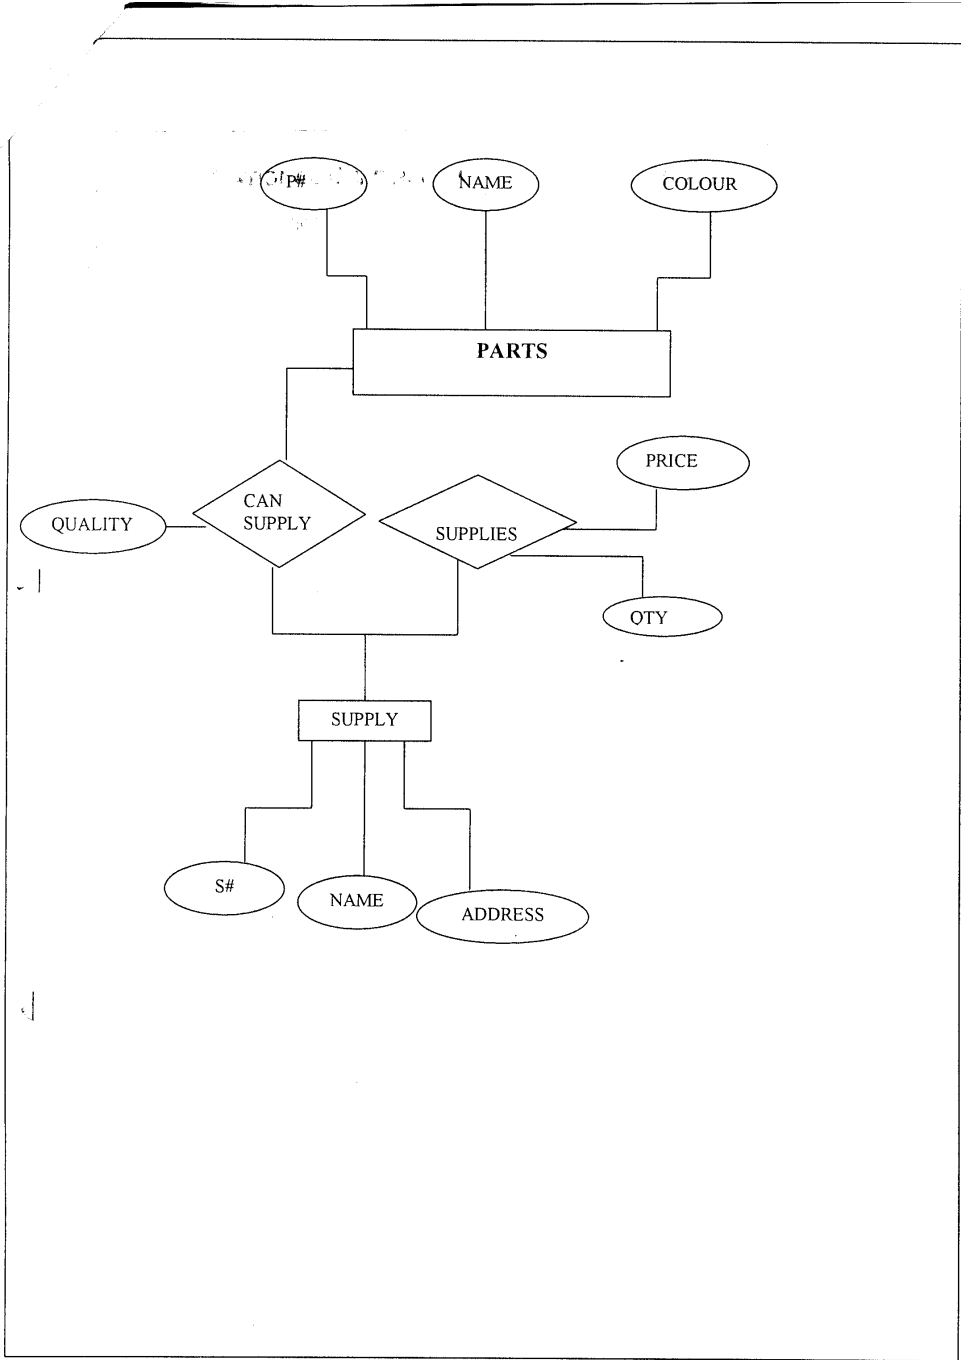 P#
NAME
COLOUR
PARTS
PRICE
CAN
SUPPLY
QUALITY
SUPPLIES
QTY
SUPPLY
S#
NAME
ADDRESS